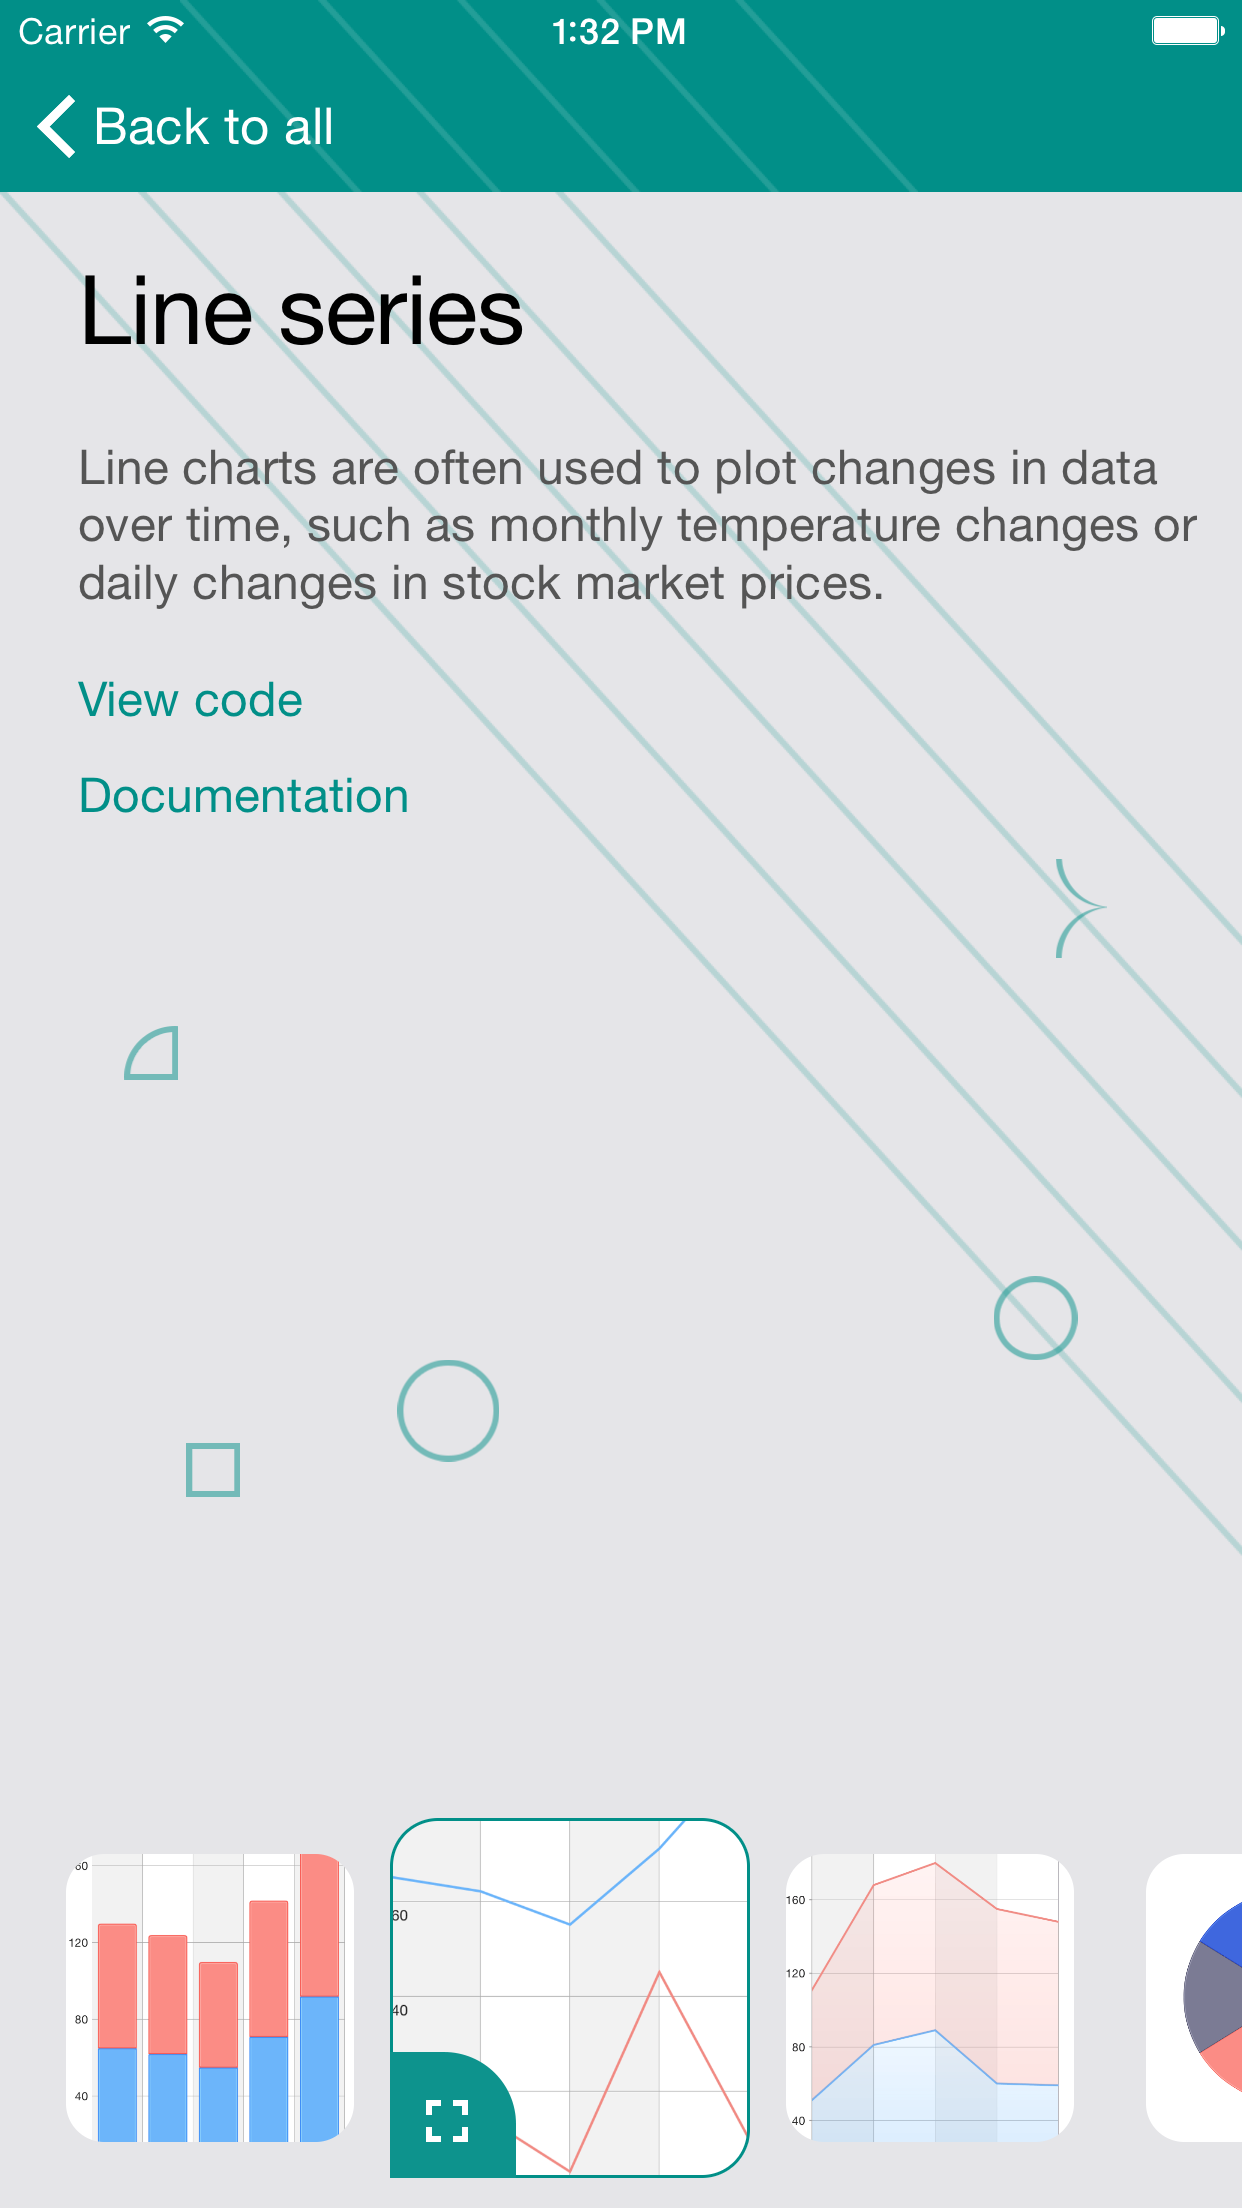 Carrier 1:32 PM
Back to all
Line series
Line charts are often used to plot changes in data
over time, such as monthly temperature changes or
daily changes in stock market prices.
View code
Documentation
120
80
40
60
40
160
120
80
40